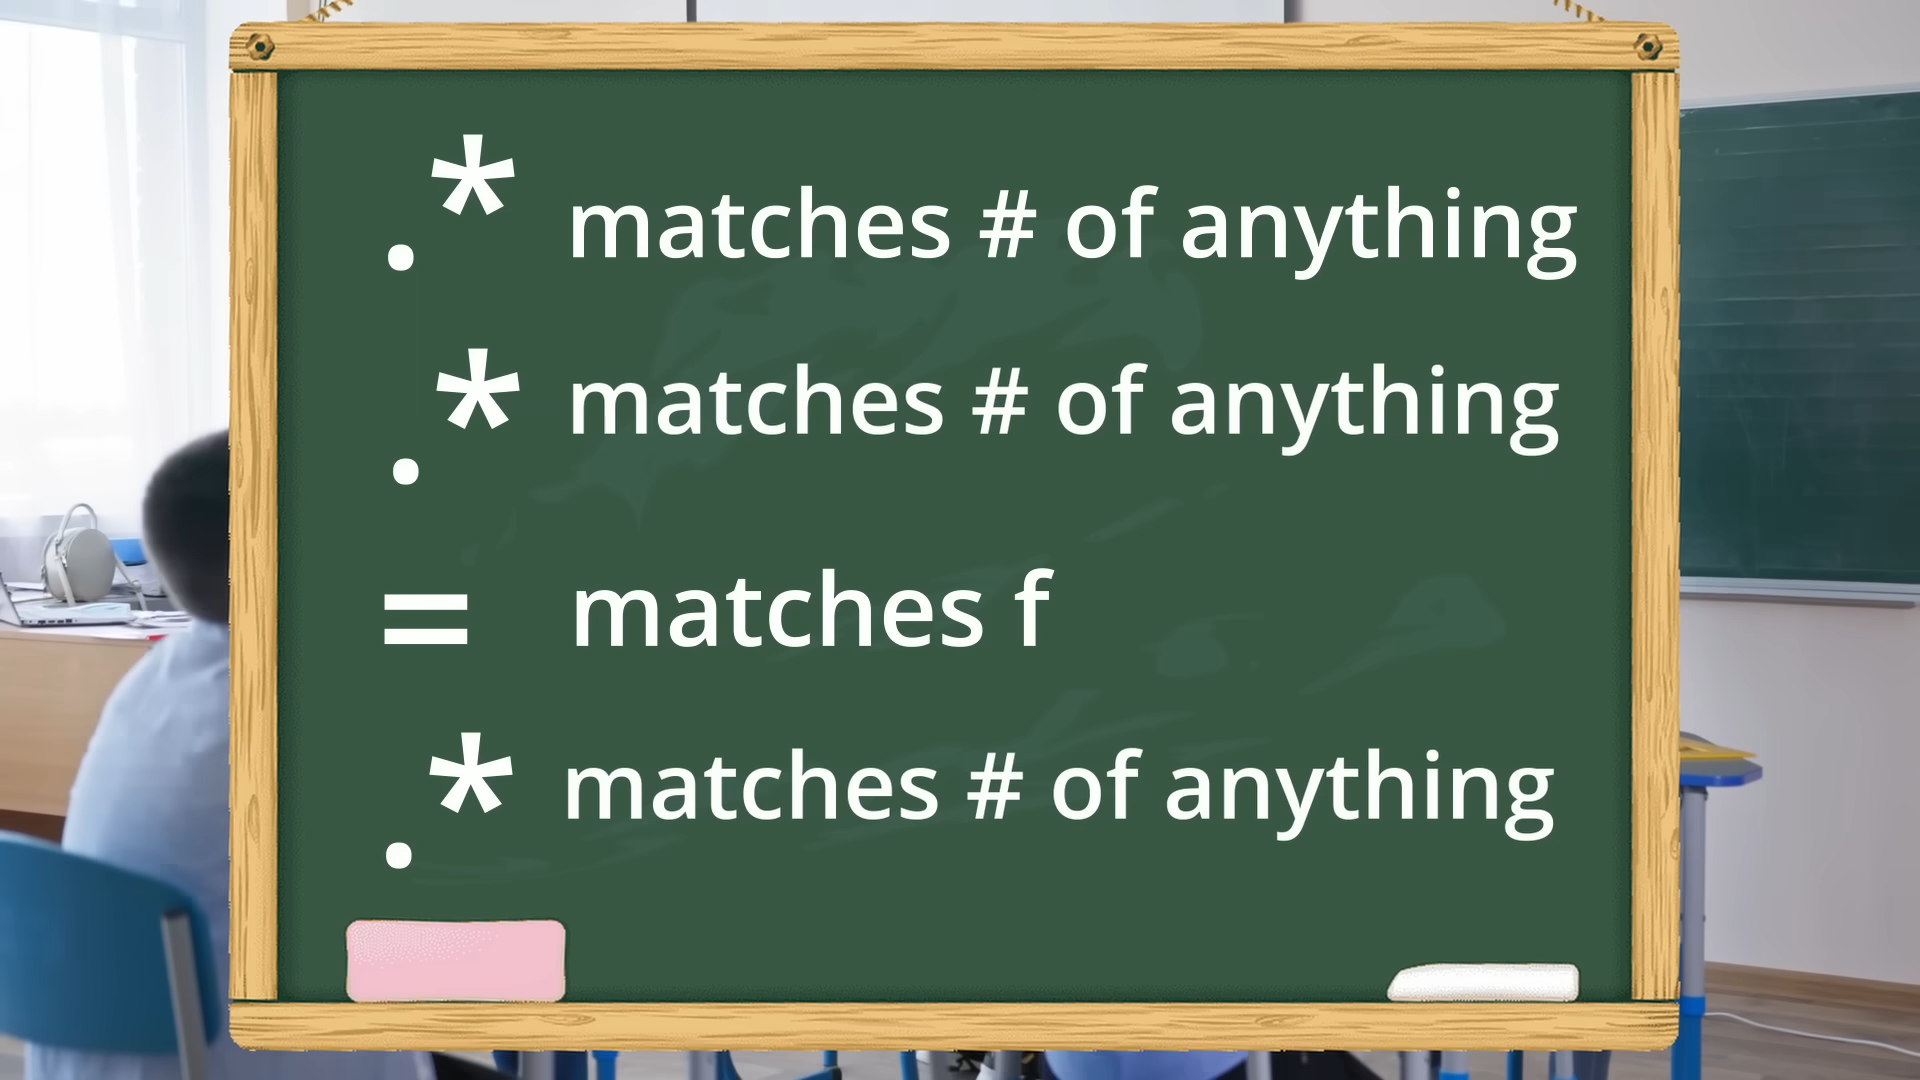 .* matches # of anything
.* matches # of anything
= matches f
.* matches # of anything